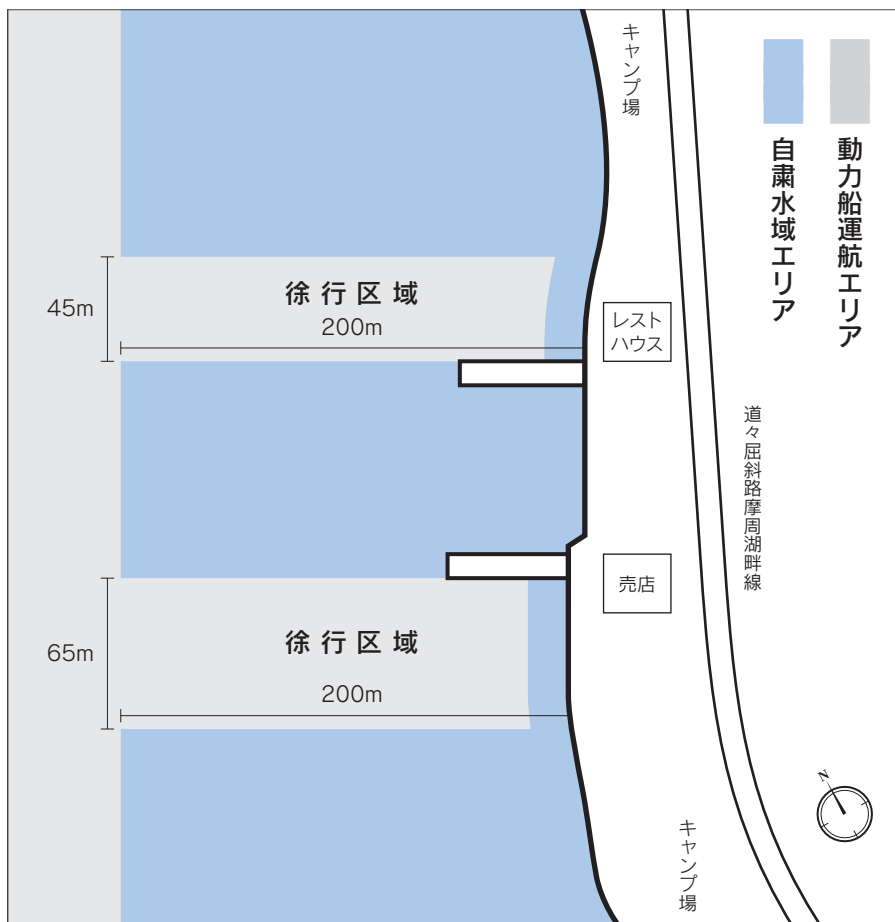 動力船運航エリア
自粛水域エリア
キャンプ場
45m
徐行区域
200m
レスト
ハウス
道々屈斜路摩周湖畔線
売店
65m
徐行区域
200m
キャンプ場
N